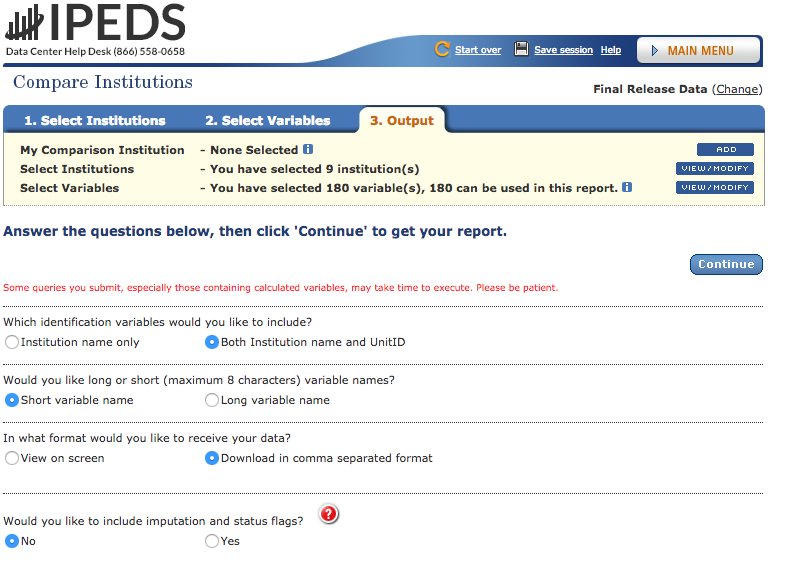 IPEDS
Data Center Help Desk (866) 558-0658
Start over Save session Help MAIN MENU
Compare Institutions
Final Release Data (Change)
1. Select Institutions 2. Select Variables 3. Output
My Comparison Institution - None Selected i ADD
Select Institutions - You have selected 9 institution(s) VIEW/MODIFY
Select Variables - You have selected 180 variable(s), 180 can be used in this report. i VIEW/MODIFY
Answer the questions below, then click 'Continue' to get your report.
Continue
Some queries you submit, especially those containing calculated variables, may take time to execute. Please be patient.
Which identification variables would you like to include?
Institution name only Both Institution name and UnitID
Would you like long or short (maximum 8 characters) variable names?
Short variable name Long variable name
In what format would you like to receive your data?
View on screen Download in comma separated format
Would you like to include imputation and status flags? ?
No Yes